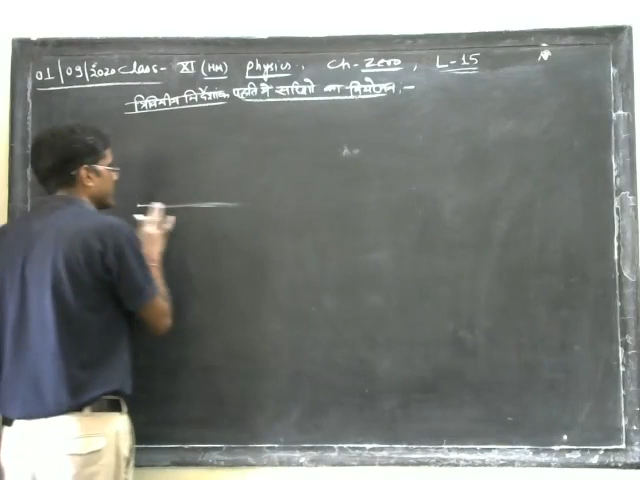 01/09/2020 Class- XI (HM) Physics, Ch-Zero, L-15
त्रिविमीय निर्देशांक पद्धति में सदिशों का वियोजन :-